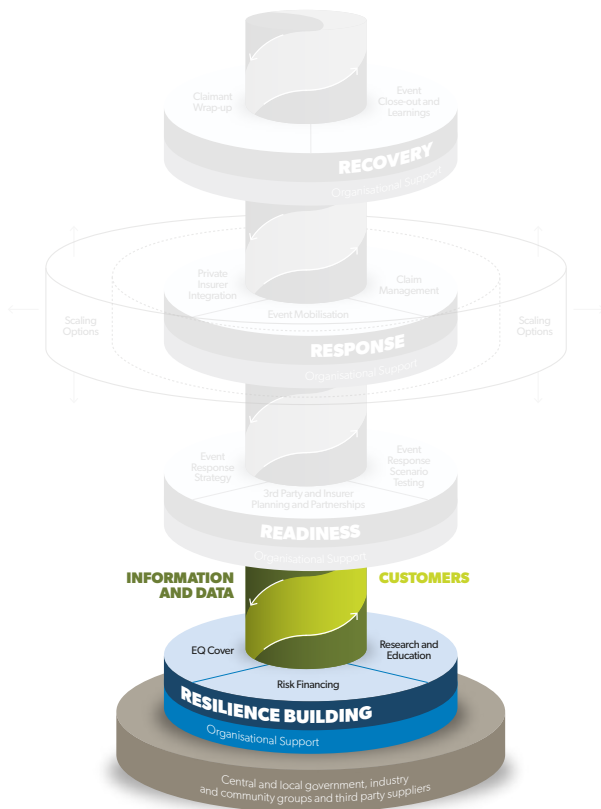 Claimant
Wrap-up
Event
Close-out and
Learnings
RECOVERY
Organisational Support
Private
Insurer
Integration
Claim
Management
Event Mobilisation
Scaling
Options
Scaling
Options
RESPONSE
Organisational Support
Event
Response
Strategy
Event
Response
Scenario
Testing
3rd Party and Insurer
Planning and Partnerships
READINESS
Organisational Support
INFORMATION
AND DATA
CUSTOMERS
EQ Cover
Research and
Education
Risk Financing
RESILIENCE BUILDING
Organisational Support
Central and local government, industry
and community groups and third party suppliers